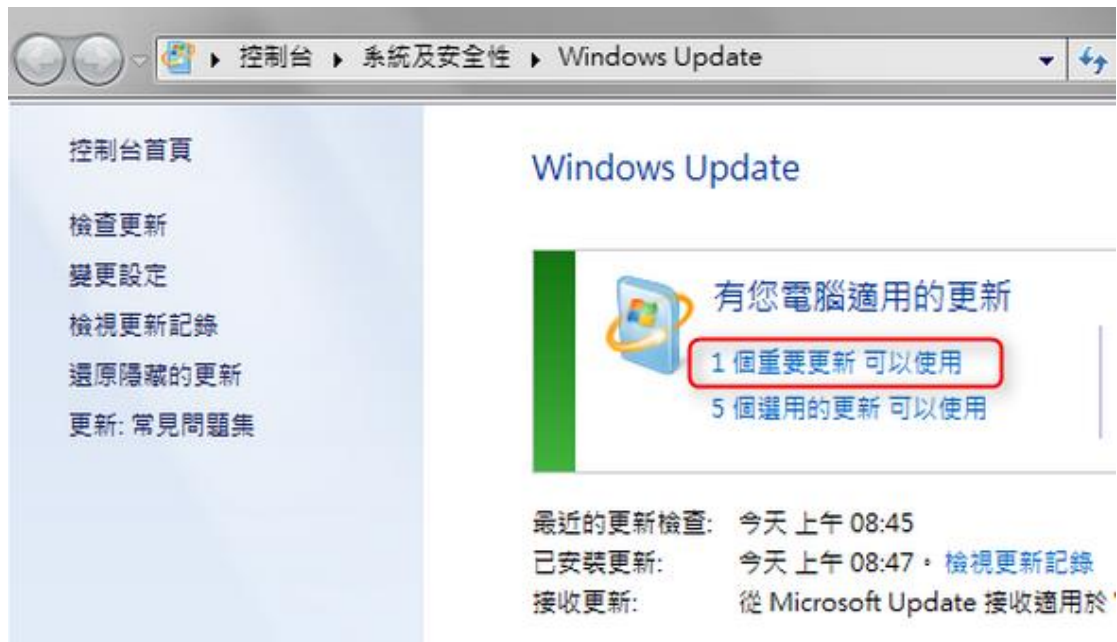 控制台 ▸ 系統及安全性 ▸ Windows Update
控制台首頁
檢查更新
變更設定
檢視更新記錄
還原隱藏的更新
更新: 常見問題集
Windows Update
有您電腦適用的更新
1 個重要更新 可以使用
5 個選用的更新 可以使用
最近的更新檢查: 今天 上午 08:45
已安裝更新: 今天 上午 08:47。檢視更新記錄
接收更新: 從 Microsoft Update 接收適用於